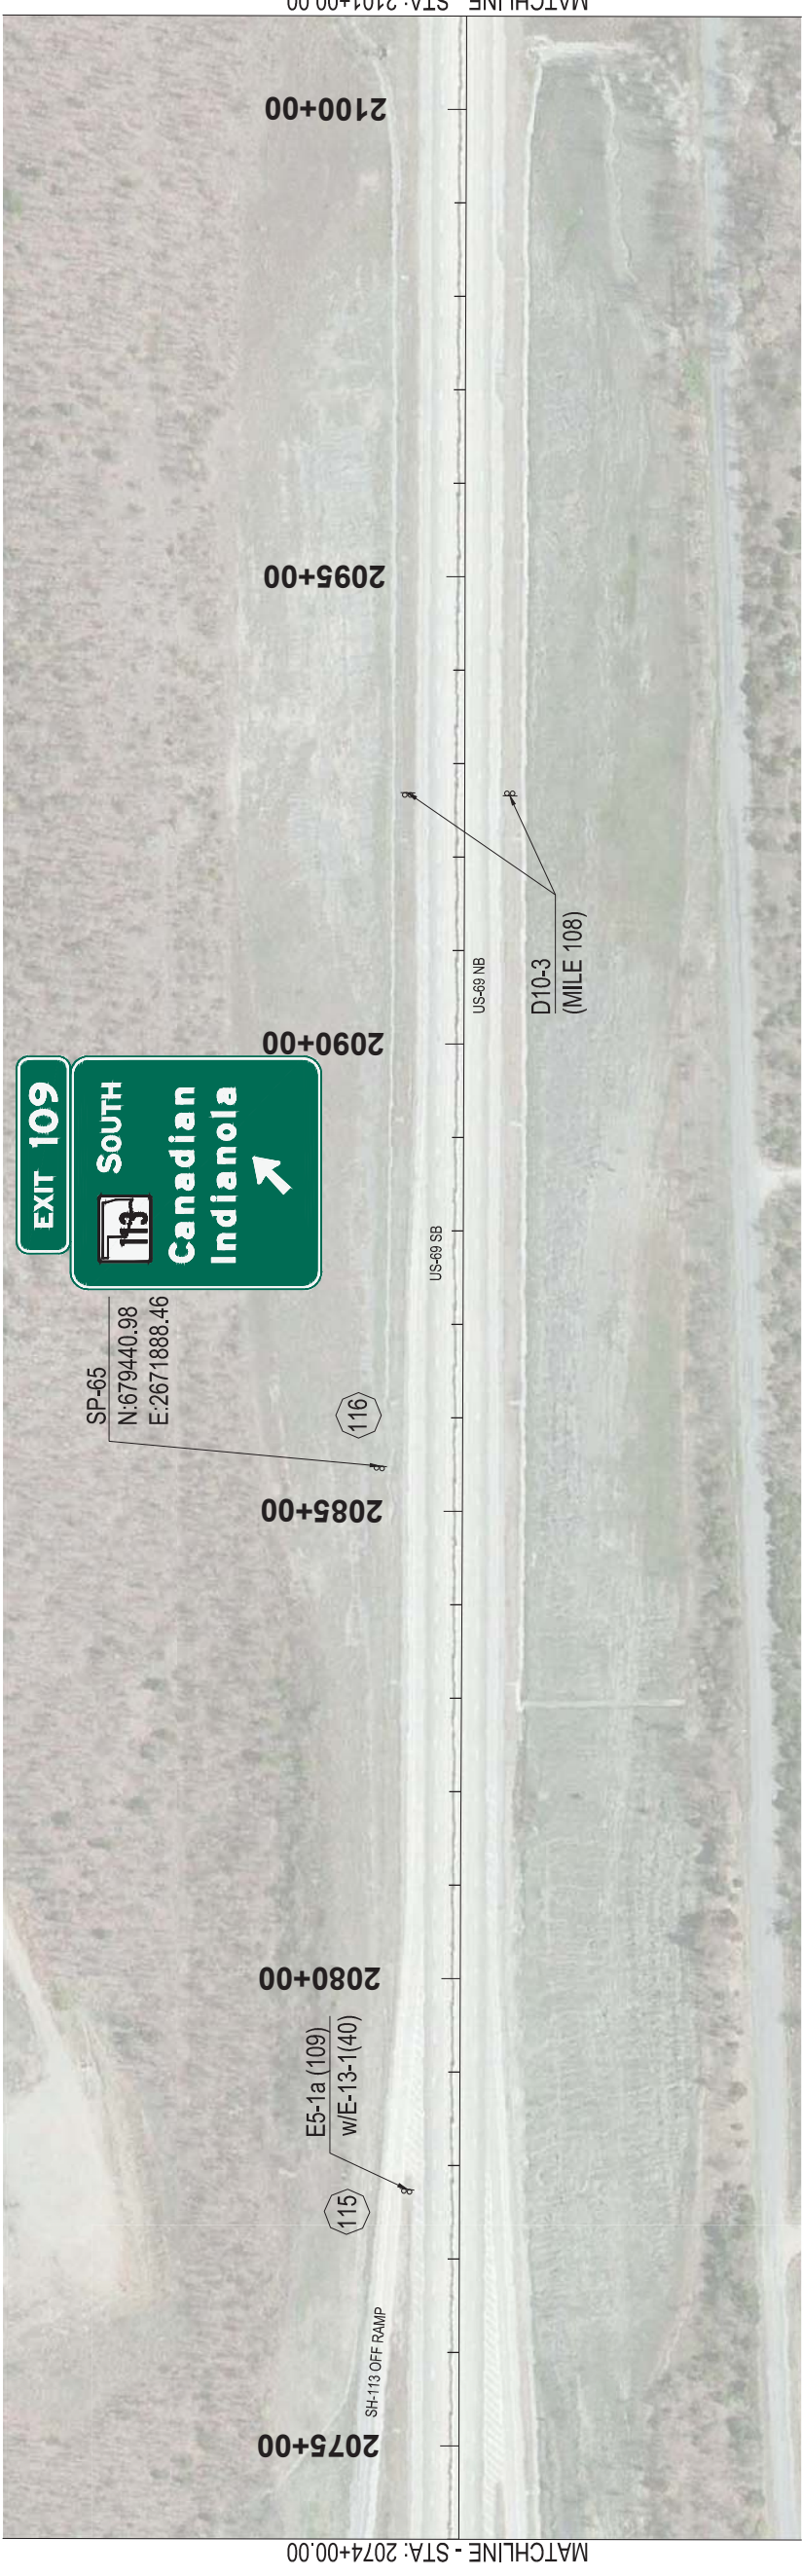 MATCHLINE - STA: 2101+00.00
2100+00
2095+00
D10-3
(MILE 108)
US-69 NB
2090+00
EXIT 109
113 SOUTH
Canadian
Indianola
US-69 SB
SP-65
N:679440.98
E:2671888.46
116
2085+00
2080+00
E5-1a (109)
w/E-13-1(40)
115
SH-113 OFF RAMP
2075+00
MATCHLINE - STA: 2074+00.00